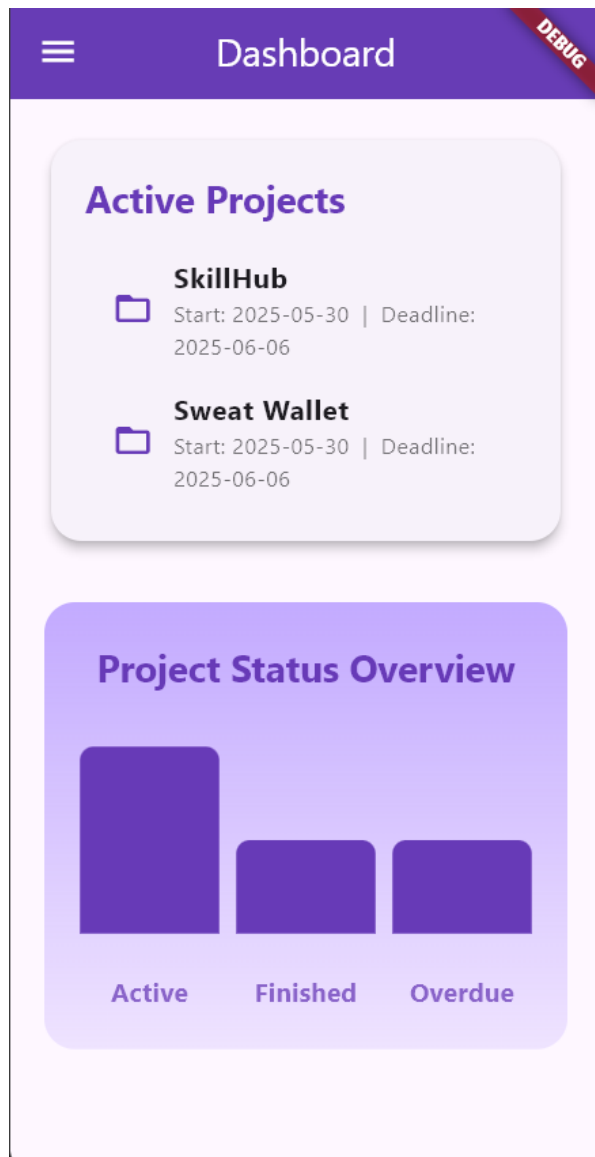 Dashboard
DEBUG
Active Projects
SkillHub
Start: 2025-05-30 | Deadline:
2025-06-06
Sweat Wallet
Start: 2025-05-30 | Deadline:
2025-06-06
Project Status Overview
Active Finished Overdue